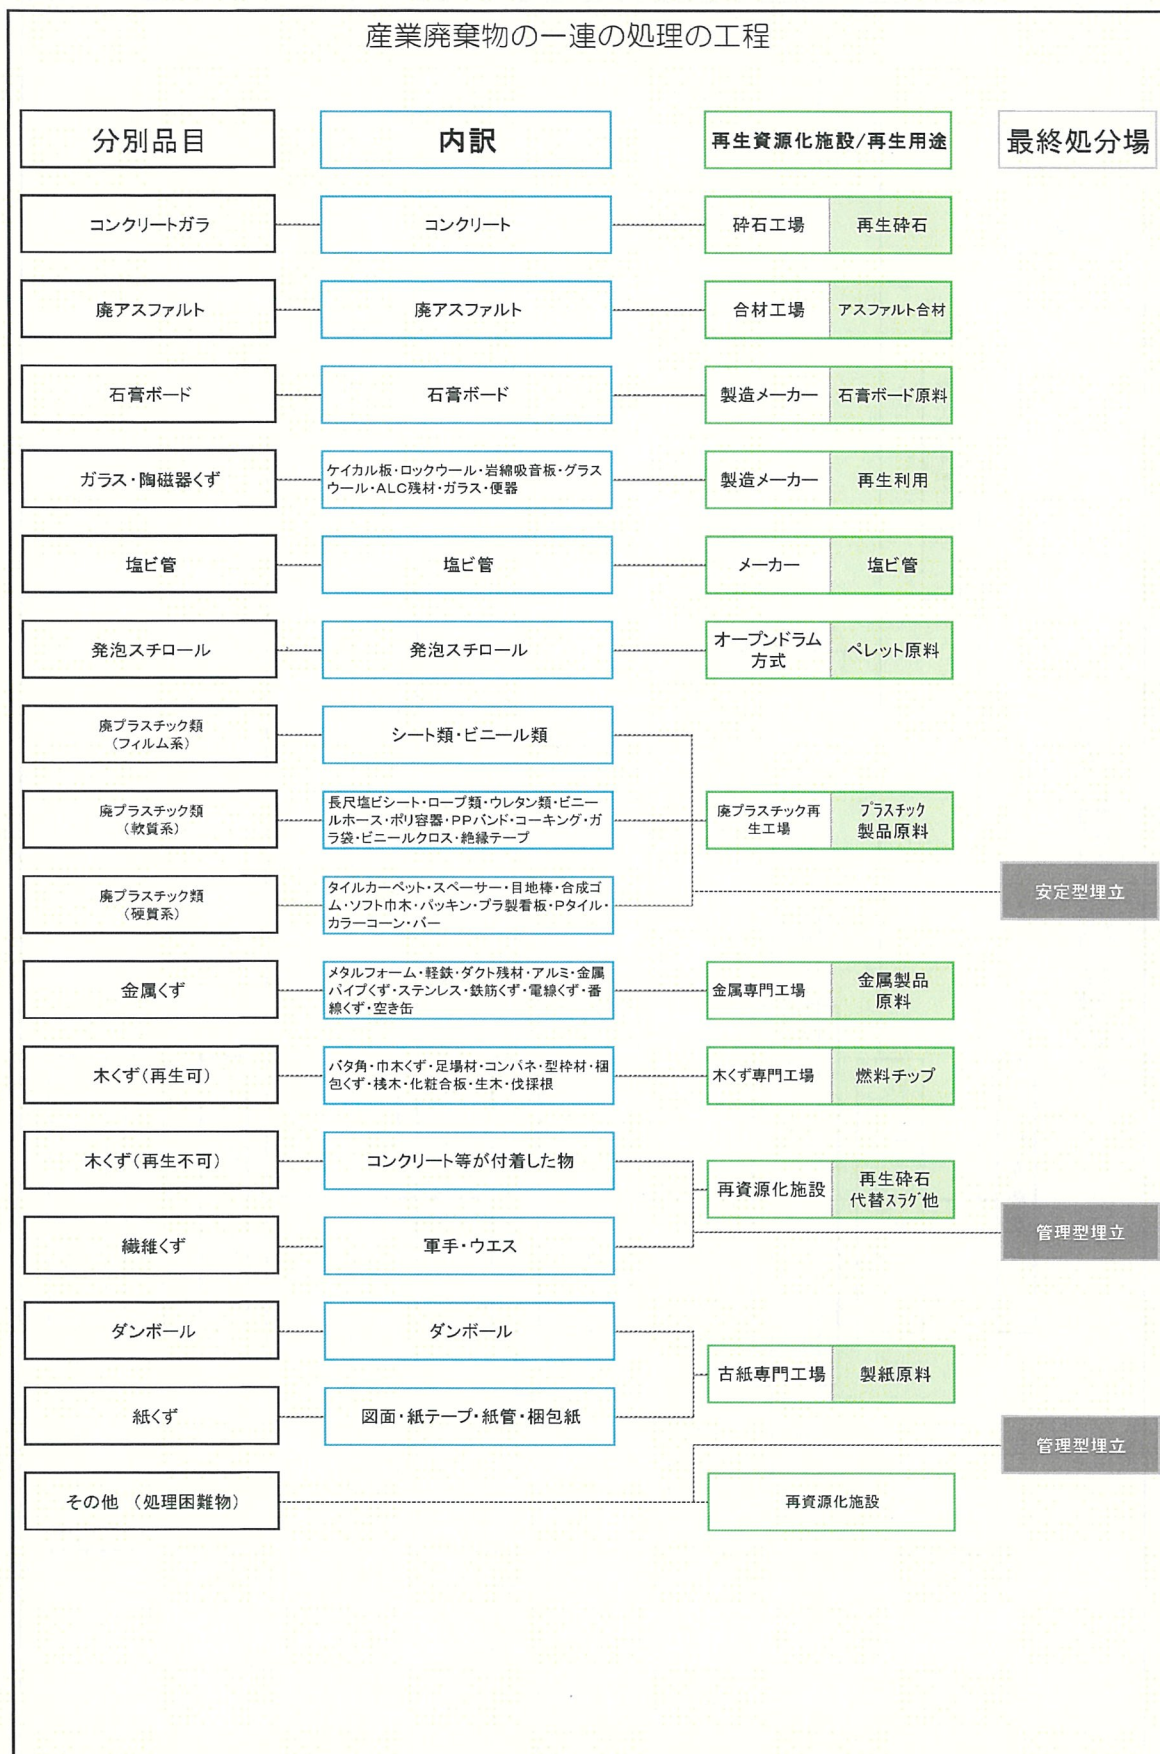 産業廃棄物の一連の処理の工程
分別品目
内訳
再生資源化施設/再生用途
最終処分場
コンクリートガラ
コンクリート
砕石工場
再生砕石
廃アスファルト
廃アスファルト
合材工場
アスファルト合材
石膏ボード
石膏ボード
製造メーカー
石膏ボード原料
ガラス・陶磁器くず
ケイカル板・ロックウール・岩綿吸音板・グラス
ウール・ALC残材・ガラス・便器
製造メーカー
再生利用
塩ビ管
塩ビ管
メーカー
塩ビ管
発泡スチロール
発泡スチロール
オープンドラム
方式
ペレット原料
廃プラスチック類
(フィルム系)
シート類・ビニール類
廃プラスチック類
(軟質系)
長尺塩ビシート・ロープ類・ウレタン類・ビニー
ルホース・ポリ容器・PPバンド・コーキング・ガ
ラ袋・ビニールクロス・絶縁テープ
廃プラスチック再
生工場
プラスチック
製品原料
安定型埋立
廃プラスチック類
(硬質系)
タイルカーペット・スペーサー・目地棒・合成ゴ
ム・ソフト巾木・パッキン・プラ製看板・Pタイル・
カラーコーン・バー
金属くず
メタルフォーム・軽鉄・ダクト残材・アルミ・金属
パイプくず・ステンレス・鉄筋くず・電線くず・番
線くず・空き缶
金属専門工場
金属製品
原料
木くず(再生可)
バタ角・巾木くず・足場材・コンパネ・型枠材・梱
包くず・桟木・化粧合板・生木・伐採根
木くず専門工場
燃料チップ
木くず(再生不可)
コンクリート等が付着した物
再資源化施設
再生砕石
代替スラグ他
管理型埋立
繊維くず
軍手・ウエス
ダンボール
ダンボール
古紙専門工場
製紙原料
紙くず
図面・紙テープ・紙管・梱包紙
管理型埋立
その他 (処理困難物)
再資源化施設